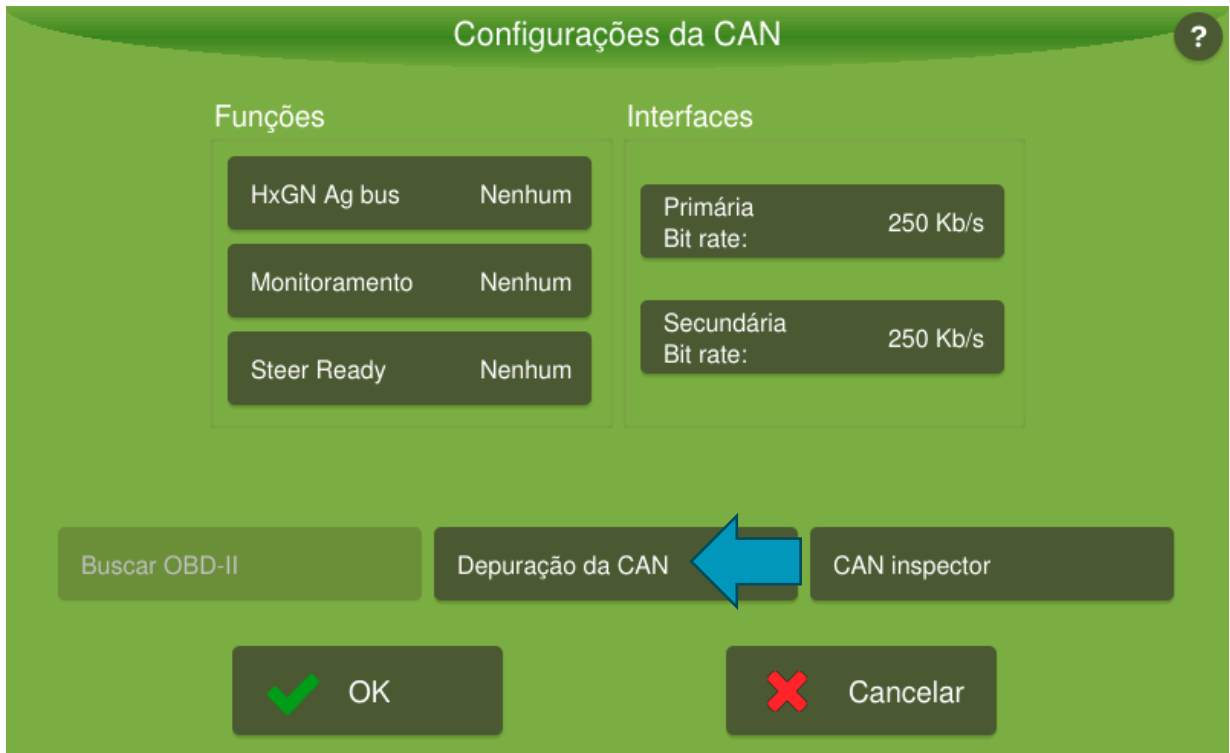 Configurações da CAN
?
Funções
Interfaces
HxGN Ag bus Nenhum
Monitoramento Nenhum
Steer Ready Nenhum
Primária
Bit rate: 250 Kb/s
Secundária
Bit rate: 250 Kb/s
Buscar OBD-II
Depuração da CAN
CAN inspector
OK
Cancelar